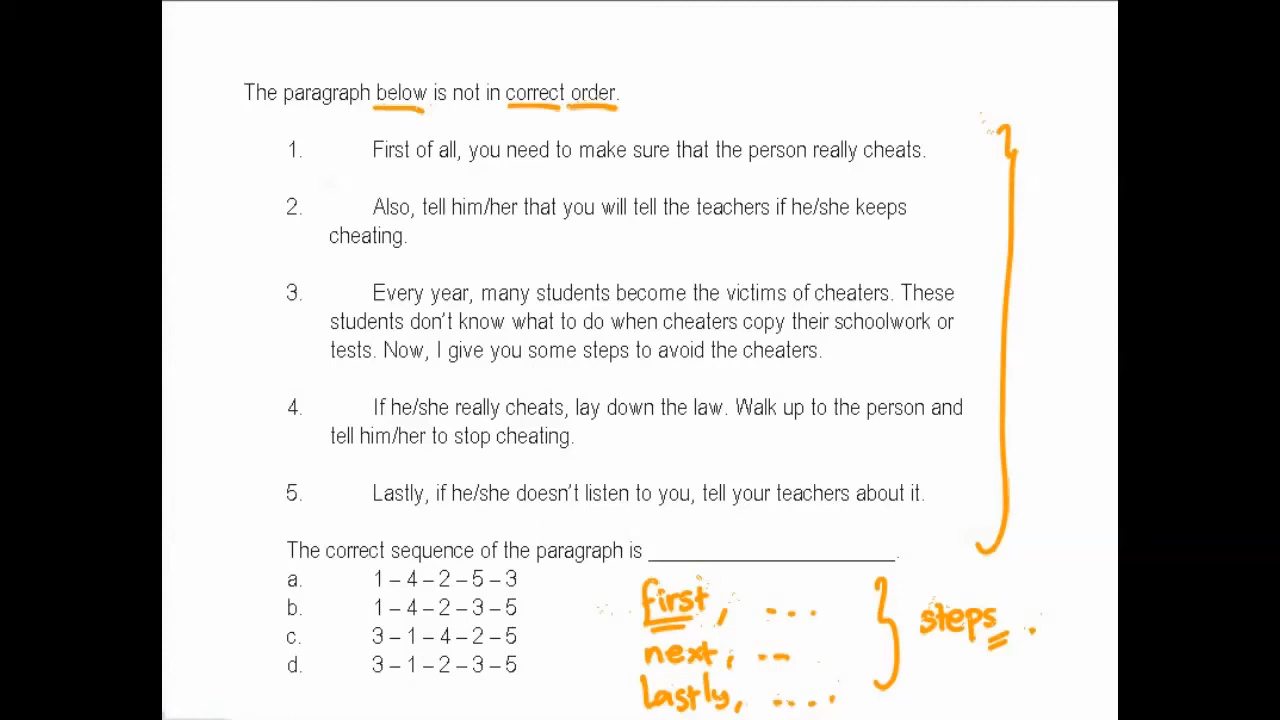 The paragraph below is not in correct order.
1. First of all, you need to make sure that the person really cheats.
2. Also, tell him/her that you will tell the teachers if he/she keeps
cheating.
3. Every year, many students become the victims of cheaters. These
students don't know what to do when cheaters copy their schoolwork or
tests. Now, I give you some steps to avoid the cheaters.
4. If he/she really cheats, lay down the law. Walk up to the person and
tell him/her to stop cheating.
5. Lastly, if he/she doesn't listen to you, tell your teachers about it.
The correct sequence of the paragraph is ____________________.
a. 1 – 4 – 2 – 5 – 3
b. 1 – 4 – 2 – 3 – 5
c. 3 – 1 – 4 – 2 – 5
d. 3 – 1 – 2 – 3 – 5
first, ...
next, ..
lastly, ....
steps.